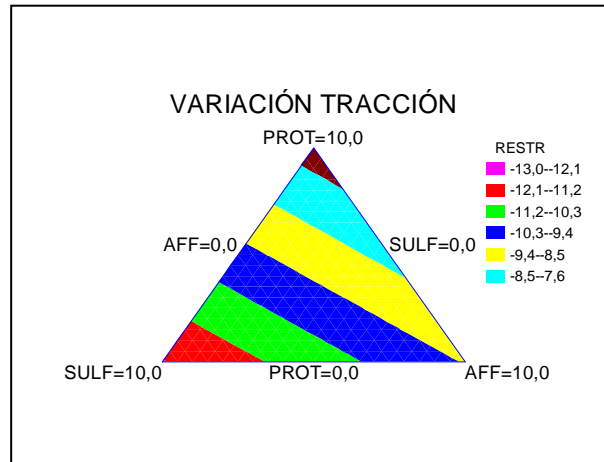 VARIACIÓN TRACCIÓN
PROT=10,0
RESTR
-13,0--12,1
-12,1--11,2
-11,2--10,3
-10,3--9,4
-9,4--8,5
-8,5--7,6
AFF=0,0
SULF=0,0
SULF=10,0
PROT=0,0
AFF=10,0